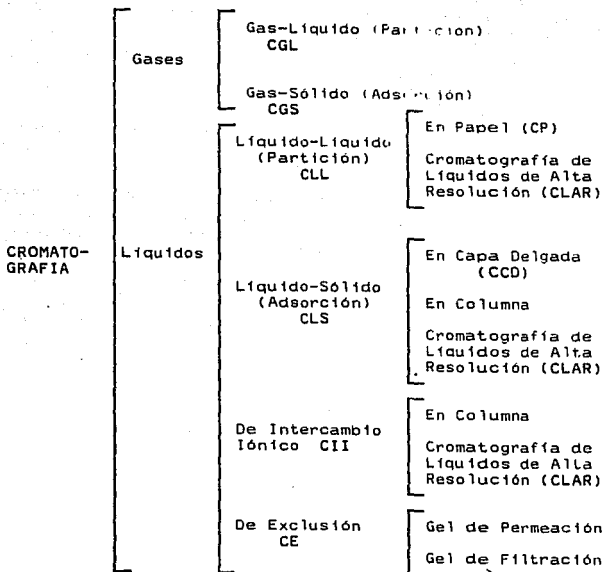 Gas-Líquido (Partición)
CGL
Gases
Gas-Sólido (Adsorción)
CGS
Líquido-Líquido
(Partición)
CLL
En Papel (CP)
Cromatografía de
Líquidos de Alta
Resolución (CLAR)
CROMATO-
GRAFIA
Líquidos
Líquido-Sólido
(Adsorción)
CLS
En Capa Delgada
(CCD)
En Columna
Cromatografía de
Líquidos de Alta
Resolución (CLAR)
De Intercambio
Iónico CII
En Columna
Cromatografía de
Líquidos de Alta
Resolución (CLAR)
De Exclusión
CE
Gel de Permeación
Gel de Filtración